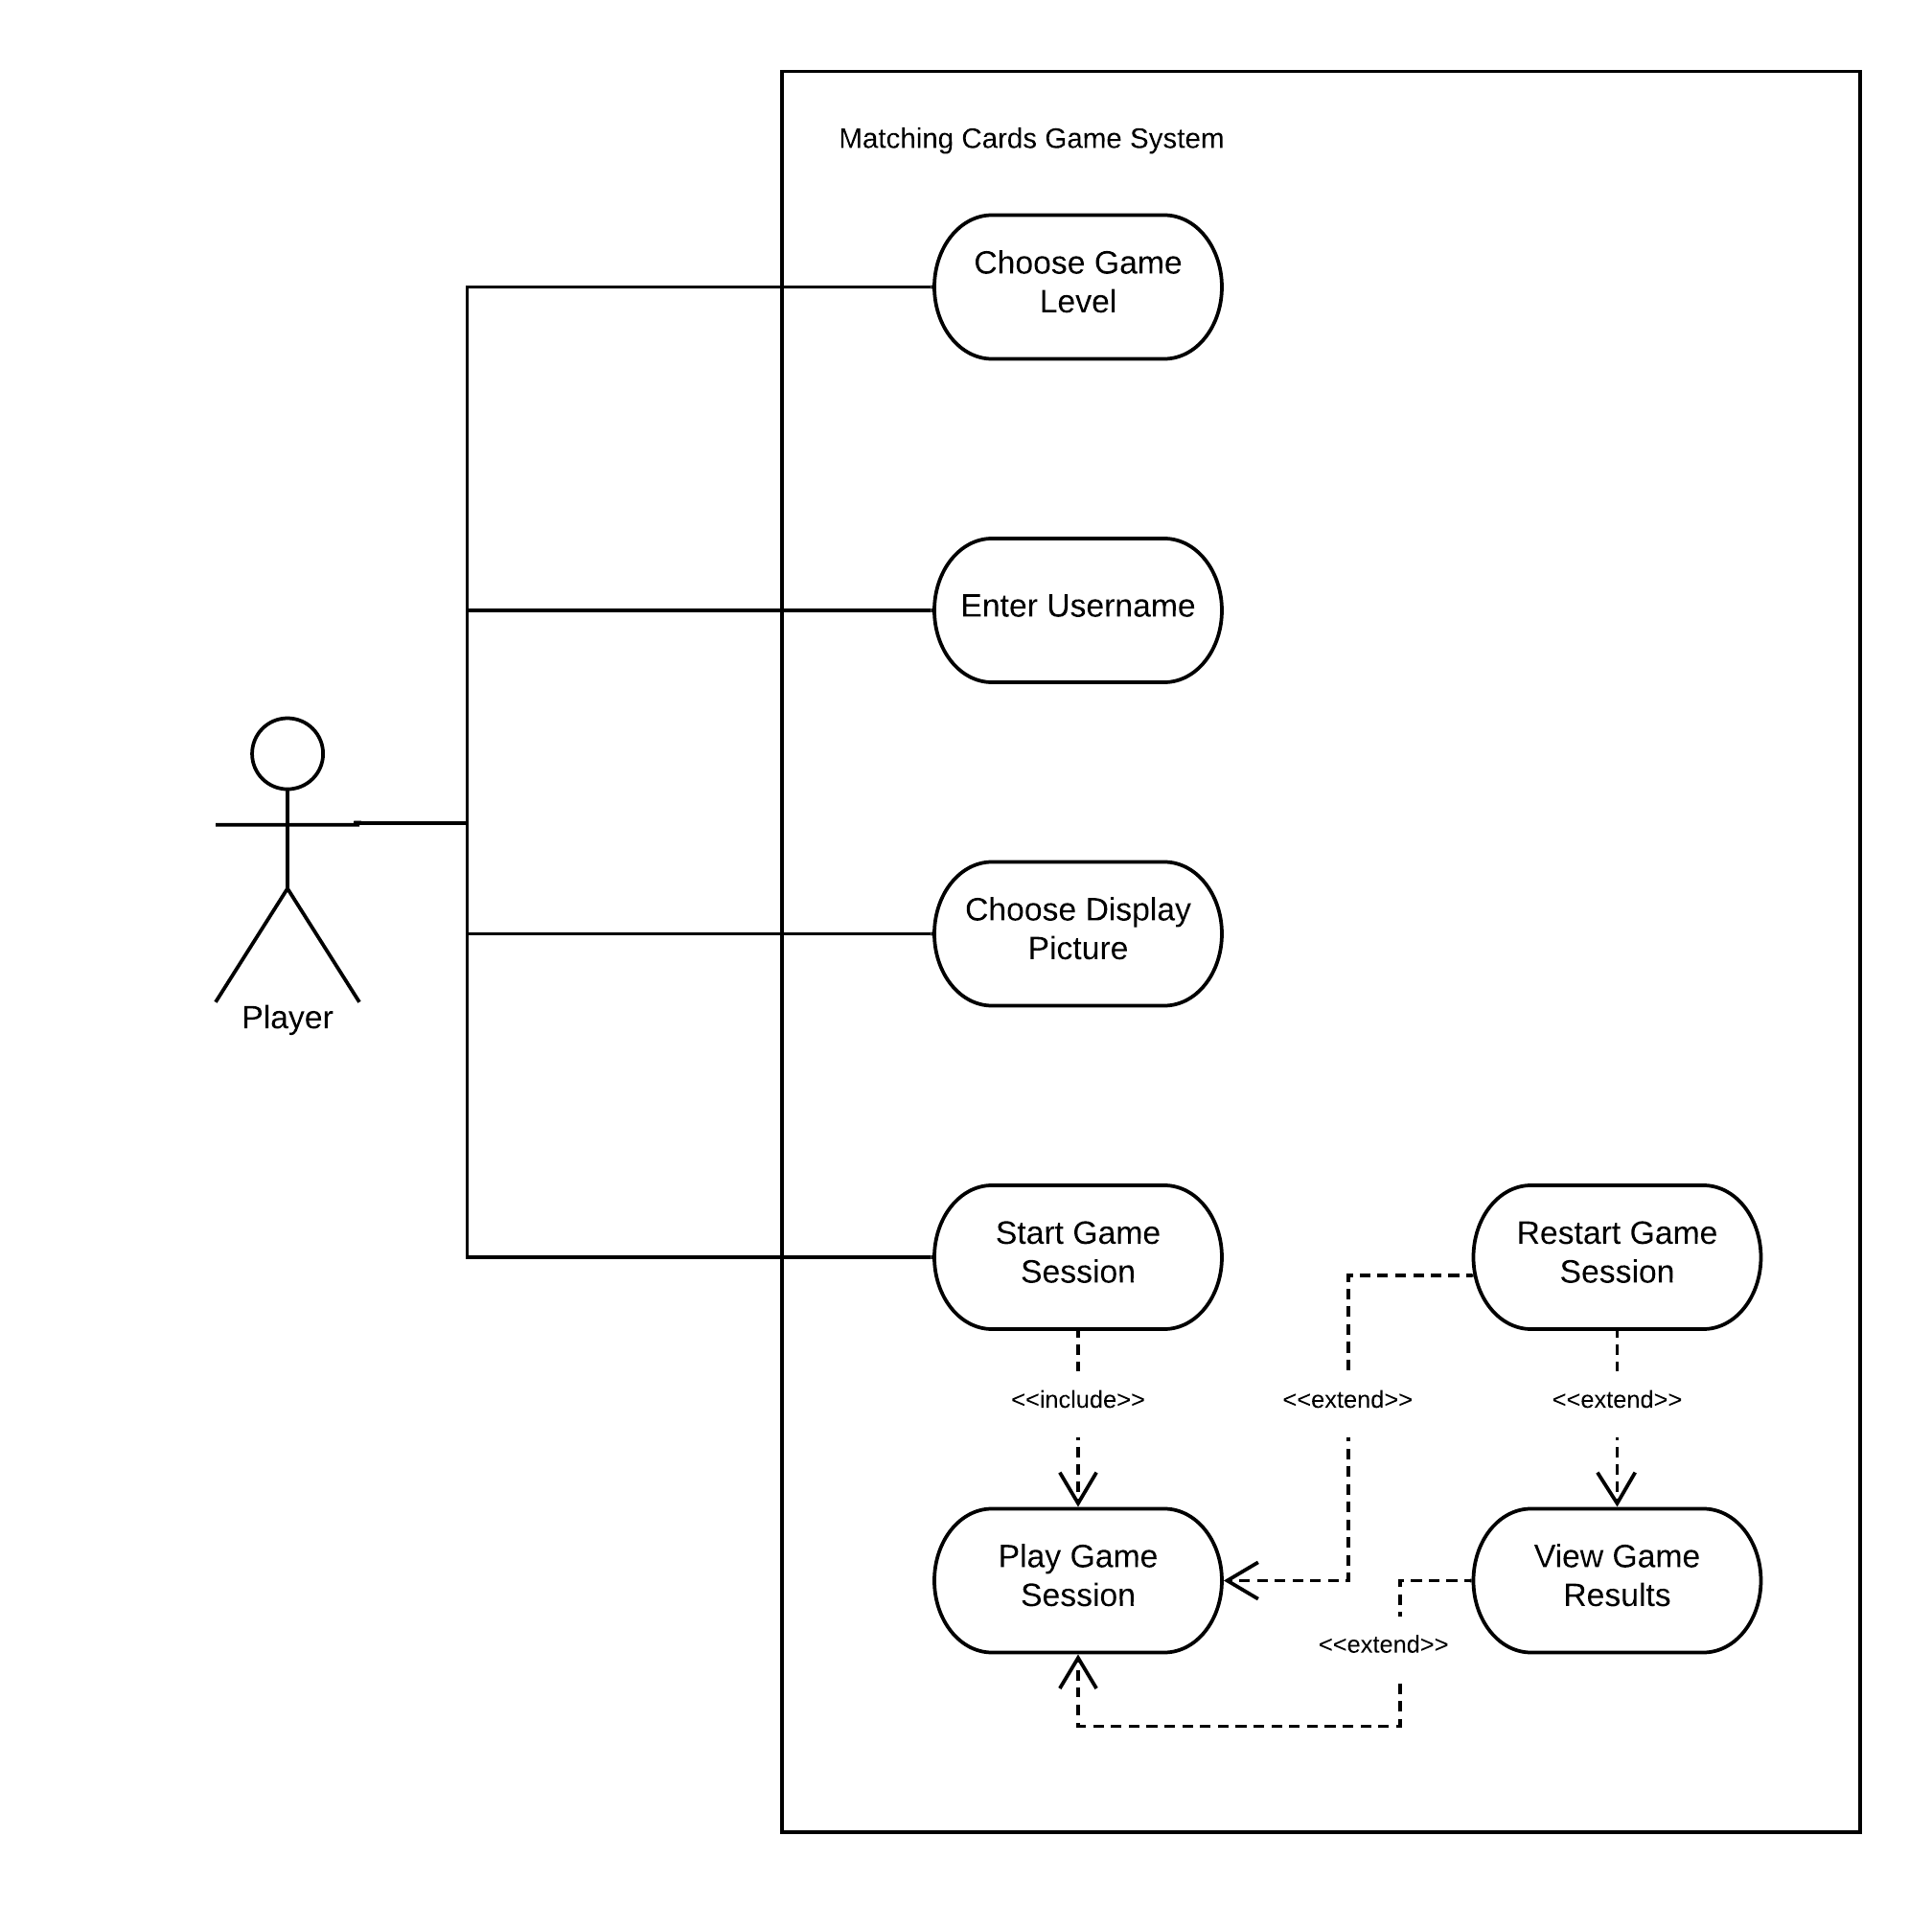 Matching Cards Game System
Choose Game
Level
Enter Username
Choose Display
Picture
Player
Start Game
Session
Restart Game
Session
<<include>>
<<extend>>
<<extend>>
Play Game
Session
View Game
Results
<<extend>>